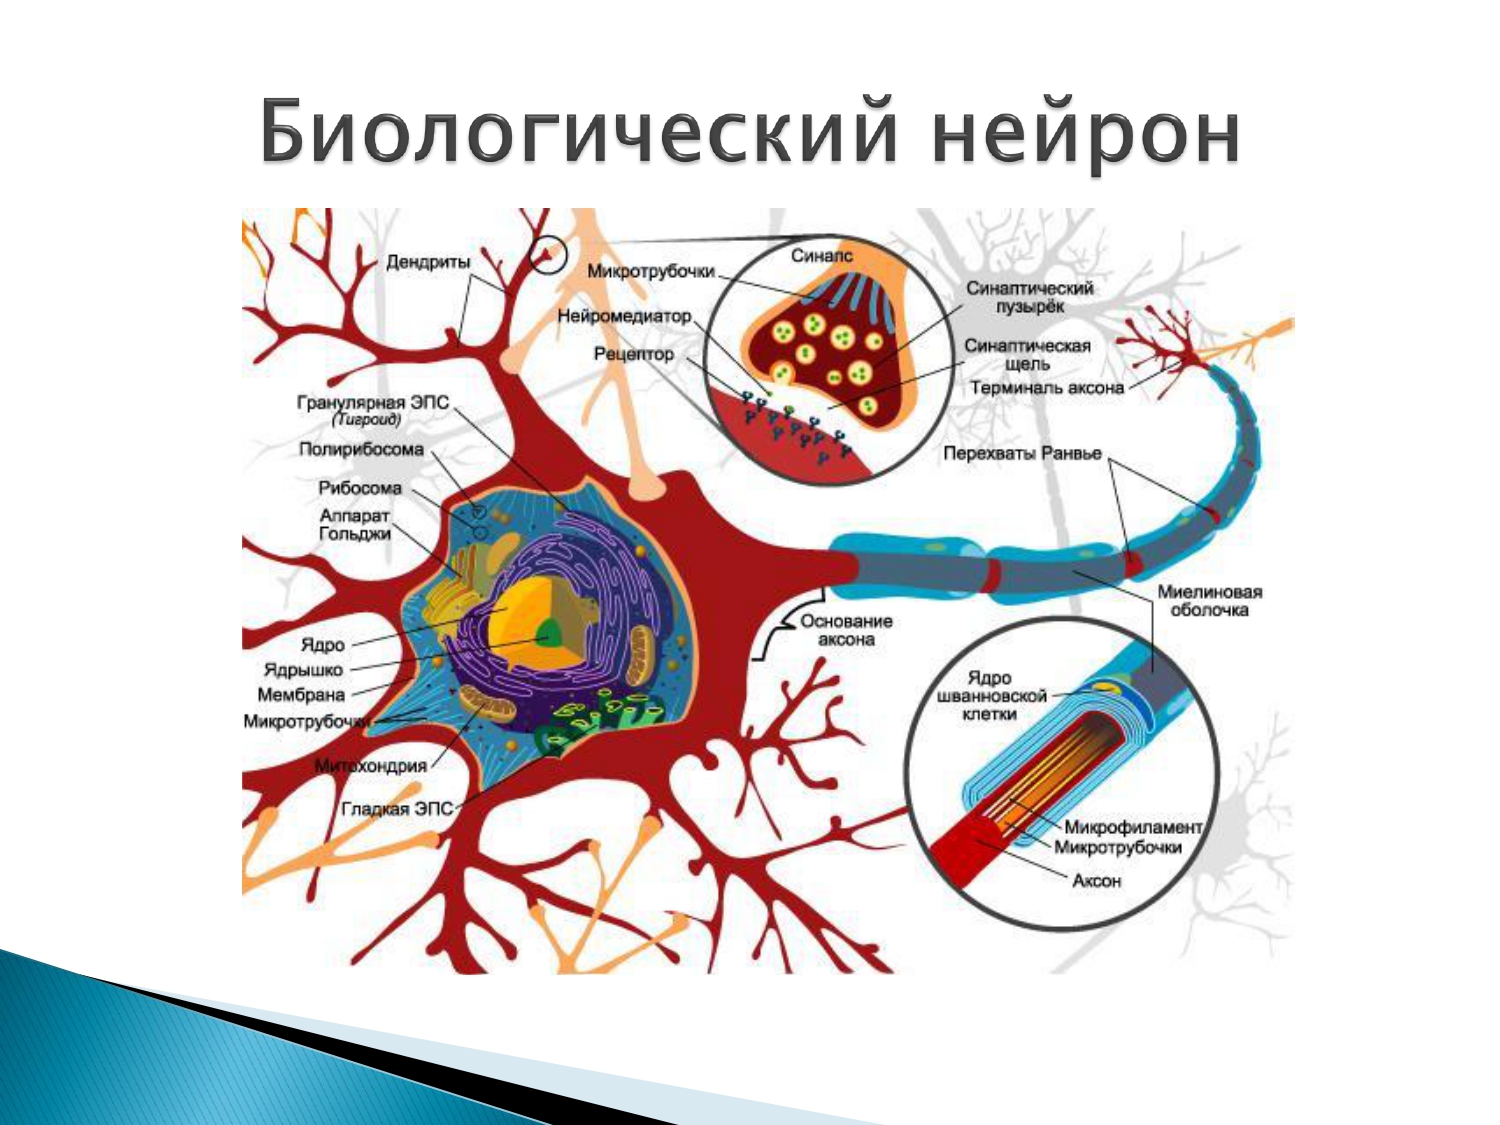 Биологический нейрон
Дендриты
Микротрубочки
Нейромедиатор
Рецептор
Синапс
Синаптический
пузырёк
Синаптическая
щель
Терминаль аксона
Перехваты Ранвье
Гранулярная ЭПС
(Тигроид)
Полирибосома
Рибосома
Аппарат
Гольджи
Ядро
Ядрышко
Мембрана
Микротрубочки
Митохондрия
Гладкая ЭПС
Основание
аксона
Миелиновая
оболочка
Ядро
шванновской
клетки
Микрофиламент
Микротрубочки
Аксон